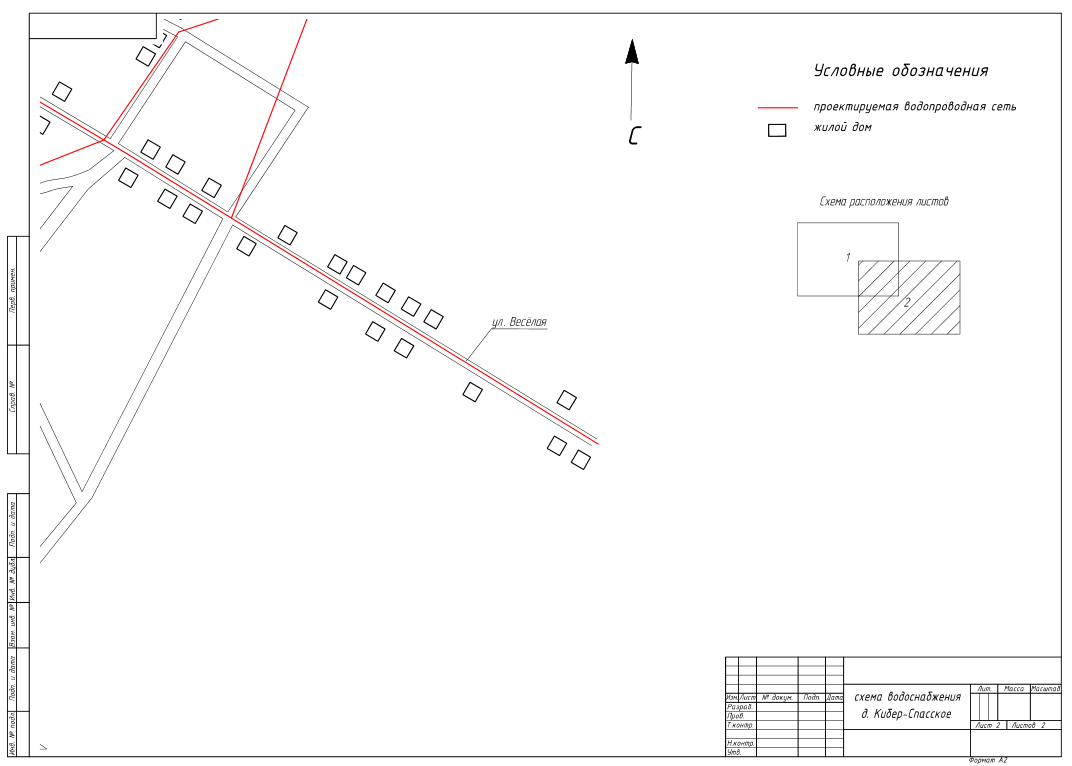 Условные обозначения
проектируемая водопроводная сеть
жилой дом
С
Схема расположения листов
1
2
ул. Весёлая
Перв. примен.
Справ. №
Подп. и дата
Инв. № дубл.
Взам. инв. №
Подп. и дата
Инв. № подл.
Изм. Лист № докум. Подп. Дата
Разраб.
Пров.
Т.контр.
Н.контр.
Утв.
схема водоснабжения
д. Кибер-Спасское
Лит. Масса Масштаб
Лист 2 Листов 2
Формат А2